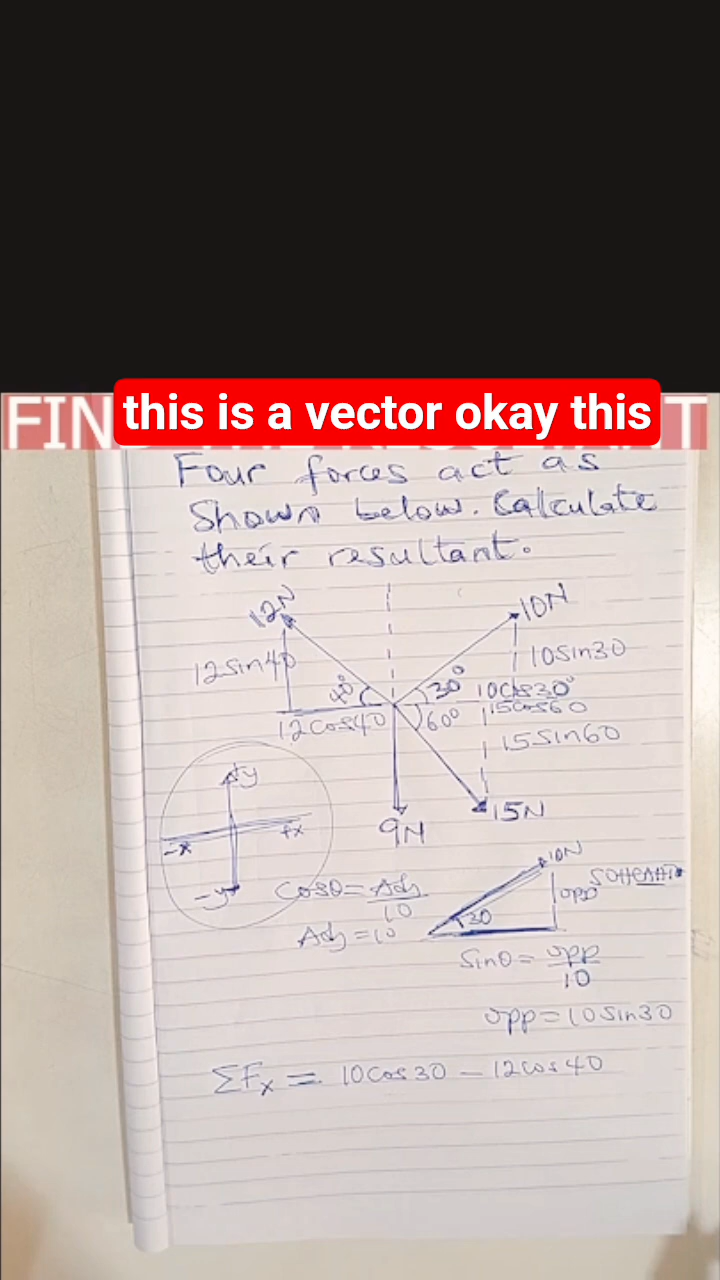 FIN
this is a vector okay this
T
Four forces act as
Shown below. Calculate
their resultant.
12N
10N
12sin40
10sin30
30°
10cos30°
12cos40
60°
15cos60
15sin60
9N
15N
+y
-x
+x
-y
Cosθ = Adj
10
Adj = 10
10N
30
opp
SOHCAHTOA
Sinθ = opp
10
opp = 10sin30
ΣFx = 10cos30 - 12cos40